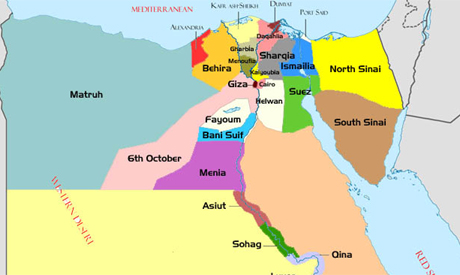 MEDITERRANEAN
KAFR ASH SHEIKH
DUMYAT
PORT SAID
ALEXANDRIA
Daqahlia
Gharbia
Sharqia
Menoufia
Behira
Ismailia
North Sinai
Kalyoubia
Giza
Cairo
Suez
Matruh
Helwan
Fayoum
South Sinai
Bani Suif
6th October
Menia
WESTERN DESERT
Asiut
Sohag
Qina
RED S